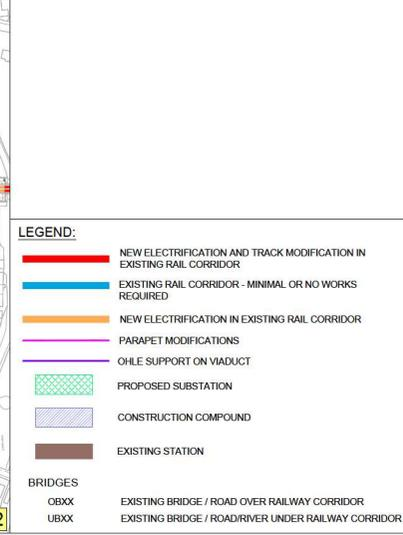 LEGEND:
NEW ELECTRIFICATION AND TRACK MODIFICATION IN
EXISTING RAIL CORRIDOR
EXISTING RAIL CORRIDOR - MINIMAL OR NO WORKS
REQUIRED
NEW ELECTRIFICATION IN EXISTING RAIL CORRIDOR
PARAPET MODIFICATIONS
OHLE SUPPORT ON VIADUCT
PROPOSED SUBSTATION
CONSTRUCTION COMPOUND
EXISTING STATION
BRIDGES
OBXX EXISTING BRIDGE / ROAD OVER RAILWAY CORRIDOR
UBXX EXISTING BRIDGE / ROAD/RIVER UNDER RAILWAY CORRIDOR